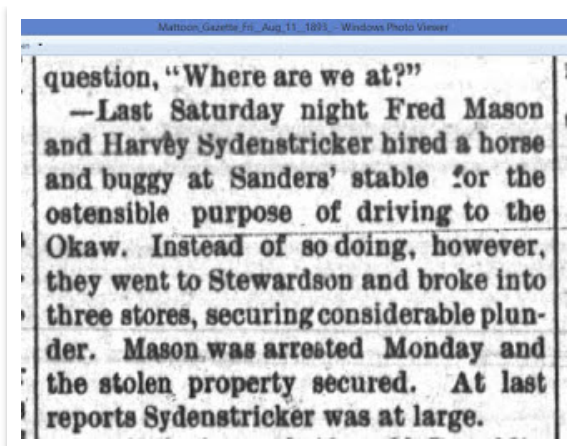 Mattoon_Gazette_Fri_Aug_11_1893_ - Windows Photo Viewer
question, "Where are we at?"
—Last Saturday night Fred Mason
and Harvey Sydenstricker hired a horse
and buggy at Sanders' stable for the
ostensible purpose of driving to the
Okaw. Instead of so doing, however,
they went to Stewardson and broke into
three stores, securing considerable plun-
der. Mason was arrested Monday and
the stolen property secured. At last
reports Sydenstricker was at large.